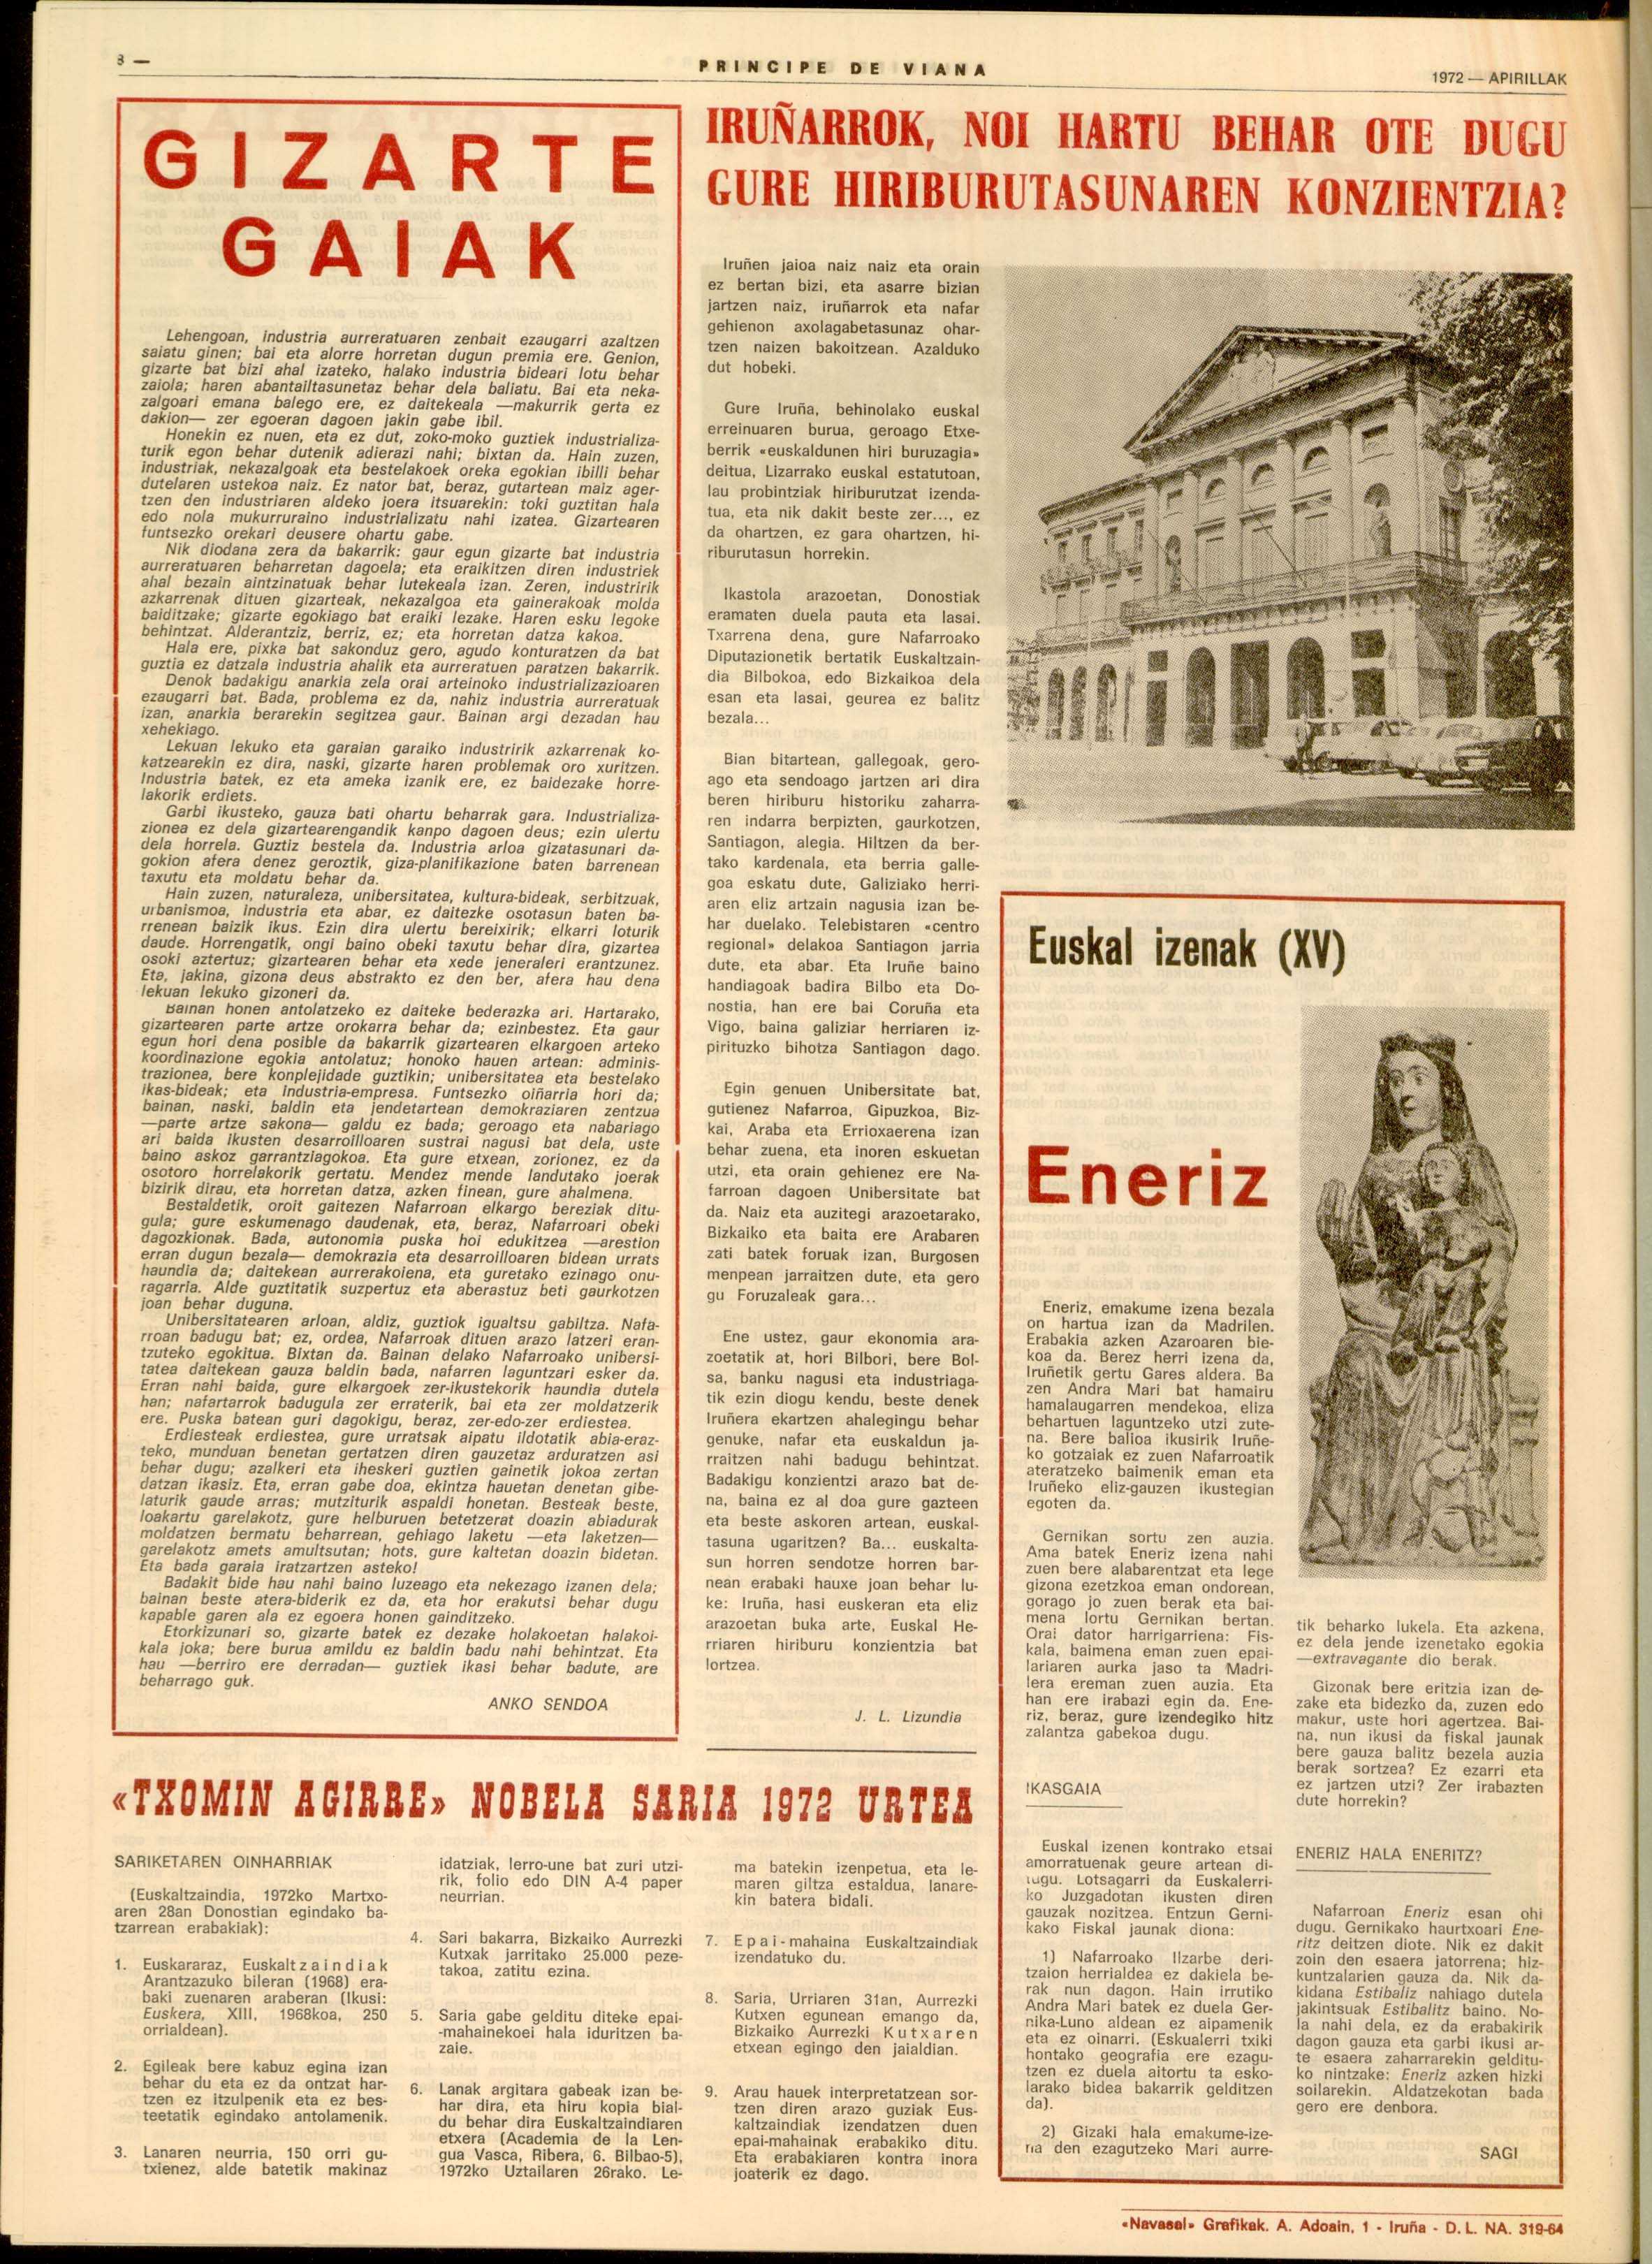 8 —
PRINCIPE DE VIANA
1972 — APIRILLAK
GIZARTE
GAIAK
Lehengoan, industria aurreratuaren zenbait ezaugarri azaltzen
saiatu ginen; bai eta alorre horretan dugun premia ere. Genion,
gizarte bat bizi ahal izateko, halako industria bideari lotu behar
zaiola; haren abantailtasunetaz behar dela baliatu. Bai eta neka-
zalgoari emana balego ere, ez daitekeala —makurrik gerta ez
dakion— zer egoeran dagoen jakin gabe ibil.
Honekin ez nuen, eta ez dut, zoko-moko guztiek industrializa-
turik egon behar dutenik adierazi nahi; bixtan da. Hain zuzen,
industriak, nekazalgoak eta bestelakoek oreka egokian ibilli behar
dutelaren ustekoa naiz. Ez nator bat, beraz, gutartean maiz ager-
tzen den industriaren aldeko joera itsuarekin: toki guztitan hala
edo nola mukurruraino industrializatu nahi izatea. Gizartearen
funtsezko orekari deusere ohartu gabe.
Nik diodana zera da bakarrik: gaur egun gizarte bat industria
aurreratuaren beharretan dagoela; eta eraikitzen diren industriek
ahal bezain aintzinatuak behar lutekeala izan. Zeren, industririk
azkarrenak dituen gizarteak, nekazalgoa eta gainerakoak molda
baiditzake; gizarte egokiago bat eraiki lezake. Haren esku legoke
behintzat. Alderantziz, berriz, ez; eta horretan datza kakoa.
Hala ere, pixka bat sakonduz gero, agudo konturatzen da bat
guztia ez datzala industria ahalik eta aurreratuen paratzen bakarrik.
Denok badakigu anarkia zela orai arteinoko industrializazioaren
ezaugarri bat. Bada, problema ez da, nahiz industria aurreratuak
izan, anarkia berarekin segitzea gaur. Bainan argi dezadan hau
xehekiago.
Lekuan lekuko eta garaian garaiko industririk azkarrenak ko-
katzearekin ez dira, naski, gizarte haren problemak oro xuritzen.
Industria batek, ez eta ameka izanik ere, ez baidezake horre-
lakorik erdiets.
Garbi ikusteko, gauza bati ohartu beharrak gara. Industrializa-
zionea ez dela gizartearengandik kanpo dagoen deus; ezin ulertu
dela horrela. Guztiz bestela da. Industria arloa gizatasunari da-
gokion afera denez geroztik, giza-planifikazione baten barrenean
taxutu eta moldatu behar da.
Hain zuzen, naturaleza, unibersitatea, kultura-bideak, serbitzuak,
urbanismoa, industria eta abar, ez daitezke osotasun baten ba-
rrenean baizik ikus. Ezin dira ulertu bereixirik; elkarri loturik
daude. Horrengatik, ongi baino obeki taxutu behar dira, gizartea
osoki aztertuz; gizartearen behar eta xede jeneraleri erantzunez.
Eta, jakina, gizona deus abstrakto ez den ber, afera hau dena
lekuan lekuko gizoneri da.
Bainan honen antolatzeko ez daiteke bederazka ari. Hartarako,
gizartearen parte artze orokarra behar da; ezinbestez. Eta gaur
egun hori dena posible da bakarrik gizartearen elkargoen arteko
koordinazione egokia antolatuz; honoko hauen artean: adminis-
trazionea, bere konplejidade guztikin; unibersitatea eta bestelako
ikas-bideak; eta industria-empresa. Funtsezko oiñarria hori da;
bainan, naski, baldin eta jendetartean demokraziaren zentzua
—parte artze sakona— galdu ez bada; geroago eta nabariago
ari baida ikusten desarroilloaren sustrai nagusi bat dela, uste
baino askoz garrantziagokoa. Eta gure etxean, zorionez, ez da
osotoro horrelakorik gertatu. Mendez mende landutako joerak
bizirik dirau, eta horretan datza, azken finean, gure ahalmena.
Bestaldetik, oroit gaitezen Nafarroan elkargo bereziak ditu-
gula; gure eskumenago daudenak, eta, beraz, Nafarroari obeki
dagozkionak. Bada, autonomia puska hoi edukitzea —arestion
erran dugun bezala— demokrazia eta desarroilloaren bidean urrats
haundia da; daitekean aurrerakoiena, eta guretako ezinago onu-
ragarria. Alde guztitatik suzpertuz eta aberastuz beti gaurkotzen
joan behar duguna.
Unibersitatearen arloan, aldiz, guztiok igualtsu gabiltza. Nafa-
rroan badugu bat; ez, ordea, Nafarroak dituen arazo latzeri eran-
tzuteko egokitua. Bixtan da. Bainan delako Nafarroako unibersi-
tatea daitekean gauza baldin bada, nafarren laguntzari esker da.
Erran nahi baida, gure elkargoek zer-ikustekorik haundia dutela
han; nafartarrok badugula zer erraterik, bai eta zer moldatzerik
ere. Puska batean guri dagokigu, beraz, zer-edo-zer erdiestea.
Erdiesteak erdiestea, gure urratsak aipatu ildotatik abia-eraz-
teko, munduan benetan gertatzen diren gauzetaz arduratzen asi
behar dugu; azalkeri eta iheskeri guztien gainetik jokoa zertan
datzan ikasiz. Eta, erran gabe doa, ekintza hauetan denetan gibe-
laturik gaude arras; mutziturik aspaldi honetan. Besteak beste,
loakartu garelakotz, gure helburuen betetzerat doazin abiadurak
moldatzen bermatu beharrean, gehiago laketu —eta laketzen—
garelakotz amets amultsutan; hots, gure kaltetan doazin bidetan.
Eta bada garaia iratzartzen asteko!
Badakit bide hau nahi baino luzeago eta nekezago izanen dela;
bainan beste atera-biderik ez da, eta hor erakutsi behar dugu
kapable garen ala ez egoera honen gainditzeko.
Etorkizunari so, gizarte batek ez dezake holakoetan halakoi-
kala joka; bere burua amildu ez baldin badu nahi behintzat. Eta
hau —berriro ere derradan— guztiek ikasi behar badute, are
beharrago guk.
ANKO SENDOA
IRUÑARROK, NOI HARTU BEHAR OTE DUGU
GURE HIRIBURUTASUNAREN KONZIENTZIA?
Iruñen jaioa naiz naiz eta orain
ez bertan bizi, eta asarre bizian
jartzen naiz, iruñarrok eta nafar
gehienon axolagabetasunaz ohar-
tzen naizen bakoitzean. Azalduko
dut hobeki.
Gure Iruña, behinolako euskal
erreinuaren burua, geroago Etxe-
berrik «euskaldunen hiri buruzagia»
deitua, Lizarrako euskal estatutoan,
lau probintziak hiriburutzat izenda-
tua, eta nik dakit beste zer..., ez
da ohartzen, ez gara ohartzen, hi-
riburutasun horrekin.
Ikastola arazoetan, Donostiak
eramaten duela pauta eta lasai.
Txarrena dena, gure Nafarroako
Diputazionetik bertatik Euskaltzain-
dia Bilbokoa, edo Bizkaikoa dela
esan eta lasai, geurea ez balitz
bezala...
Bian bitartean, gallegoak, gero-
ago eta sendoago jartzen ari dira
beren hiriburu historiku zaharra-
ren indarra berpizten, gaurkotzen,
Santiagon, alegia. Hiltzen da ber-
tako kardenala, eta berria galle-
goa eskatu dute, Galiziako herri-
aren eliz artzain nagusia izan be-
har duelako. Telebistaren «centro
regional» delakoa Santiagon jarria
dute, eta abar. Eta Iruñe baino
handiagoak badira Bilbo eta Do-
nostia, han ere bai Coruña eta
Vigo, baina galiziar herriaren iz-
pirituzko bihotza Santiagon dago.
Egin genuen Unibersitate bat,
gutienez Nafarroa, Gipuzkoa, Biz-
kai, Araba eta Errioxaerena izan
behar zuena, eta inoren eskuetan
utzi, eta orain gehienez ere Na-
farroan dagoen Unibersitate bat
da. Naiz eta auzitegi arazoetarako,
Bizkaiko eta baita ere Arabaren
zati batek foruak izan, Burgosen
menpean jarraitzen dute, eta gero
gu Foruzaleak gara...
Ene ustez, gaur ekonomia ara-
zoetatik at, hori Bilbori, bere Bol-
sa, banku nagusi eta industriaga-
tik ezin diogu kendu, beste denek
Iruñera ekartzen ahalegingu behar
genuke, nafar eta euskaldun ja-
rraitzen nahi badugu behintzat.
Badakigu konzientzi arazo bat de-
na, baina ez al doa gure gazteen
eta beste askoren artean, euskal-
tasuna ugaritzen? Ba... euskalta-
sun horren sendotze horren bar-
nean erabaki hauxe joan behar lu-
ke: Iruña, hasi euskeran eta eliz
arazoetan buka arte, Euskal He-
rriaren hiriburu konzientzia bat
lortzea.
J. L. Lizundia
Euskal izenak (XV)
Eneriz
Eneriz, emakume izena bezala
on hartua izan da Madrilen.
Erabakia azken Azaroaren bie-
koa da. Berez herri izena da,
Iruñetik gertu Gares aldera. Ba
zen Andra Mari bat hamairu
hamalaugarren mendekoa, eliza
behartuen laguntzeko utzi zute-
na. Bere balioa ikusirik Iruñe-
ko gotzaiak ez zuen Nafarroatik
ateratzeko baimenik eman eta
Iruñeko eliz-gauzen ikustegian
egoten da.
Gernikan sortu zen auzia.
Ama batek Eneriz izena nahi
zuen bere alabarentzat eta lege
gizona ezetzkoa eman ondorean,
gorago jo zuen berak eta bai-
mena lortu Gernikan bertan.
Orai dator harrigarriena: Fis-
kala, baimena eman zuen epai-
lariaren aurka jaso ta Madri-
lera ereman zuen auzia. Eta
han ere irabazi egin da. Ene-
riz, beraz, gure izendegiko hitz
zalantza gabekoa dugu.
IKASGAIA
Euskal izenen kontrako etsai
amorratuenak geure artean di-
tugu. Lotsagarri da Euskalerri-
ko Juzgadotan ikusten diren
gauzak nozitzea. Entzun Gerni-
kako Fiskal jaunak diona:
1) Nafarroako Ilzarbe deri-
tzaion herrialdea ez dakiela be-
rak nun dagon. Hain irrutiko
Andra Mari batek ez duela Ger-
nika-Luno aldean ez aipamenik
eta ez oinarri. (Eskualerri txiki
hontako geografia ere ezagu-
tzen ez duela aitortu ta esko-
larako bidea bakarrik gelditzen
da).
2) Gizaki hala emakume-ize-
na den ezagutzeko Mari aurre-
tik beharko lukela. Eta azkena,
ez dela jende izenetako egokia
—extravagante dio berak.
Gizonak bere eritzia izan de-
zake eta bidezko da, zuzen edo
makur, uste hori agertzea. Bai-
na, nun ikusi da fiskal jaunak
bere gauza balitz bezela auzia
berak sortzea? Ez ezarri eta
ez jartzen utzi? Zer irabazten
dute horrekin?
ENERIZ HALA ENERITZ?
Nafarroan Eneriz esan ohi
dugu. Gernikako haurtxoari Ene-
ritz deitzen diote. Nik ez dakit
zoin den esaera jatorrena; hiz-
kuntzalarien gauza da. Nik da-
kidana Estibaliz nahiago dutela
jakintsuak Estibalitz baino. No-
la nahi dela, ez da erabakirik
dagon gauza eta garbi ikusi ar-
te esaera zaharrarekin gelditu-
ko nintzake: Eneriz azken hizki
soilarekin. Aldatzekotan bada
gero ere denbora.
SAGI
«TXOMIN AGIRRE» NOBELA SARIA 1972 URTEA
SARIKETAREN OINHARRIAK
(Euskaltzaindia, 1972ko Martxo-
aren 28an Donostian egindako ba-
tzarrean erabakiak):
1. Euskararaz, Euskaltzaindiak
Arantzazuko bileran (1968) era-
baki zuenaren araberan (Ikusi:
Euskera, XIII, 1968koa, 250
orrialdean).
2. Egileak bere kabuz egina izan
behar du eta ez da ontzat har-
tzen ez itzulpenik eta ez bes-
teetatik egindako antolamenik.
3. Lanaren neurria, 150 orri gu-
txienez, alde batetik makinaz
idatziak, lerro-une bat zuri utzi-
rik, folio edo DIN A-4 paper
neurrian.
4. Sari bakarra, Bizkaiko Aurrezki
Kutxak jarritako 25.000 peze-
takoa, zatitu ezina.
5. Saria gabe gelditu diteke epai-
-mahainekoei hala iduritzen ba-
zaie.
6. Lanak argitara gabeak izan be-
har dira, eta hiru kopia bial-
du behar dira Euskaltzaindiaren
etxera (Academia de la Len-
gua Vasca, Ribera, 6. Bilbao-5),
1972ko Uztailaren 26rako. Le-
ma batekin izenpetua, eta le-
maren giltza estaldua, lanare-
kin batera bidali.
7. Epai-mahaina Euskaltzaindiak
izendatuko du.
8. Saria, Urriaren 31an, Aurrezki
Kutxen egunean emango da,
Bizkaiko Aurrezki Kutxaren
etxean egingo den jaialdian.
9. Arau hauek interpretatzean sor-
tzen diren arazo guziak Eus-
kaltzaindiak izendatzen duen
epai-mahainak erabakiko ditu.
Eta erabakiaren kontra inora
joaterik ez dago.
«Navasal» Grafikak. A. Adoain, 1 - Iruña - D. L. NA. 319-64